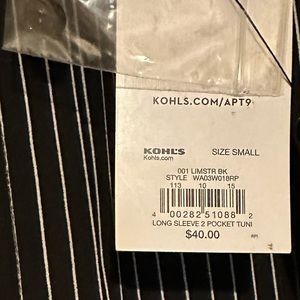 KOHLS.COM/APT9
KOHL'S SIZE SMALL
Kohls.com
001 LIMSTR BK
STYLE WA03W018RP
113 10 15
4 00282 51088 2
LONG SLEEVE 2 POCKET TUNI
$40.00